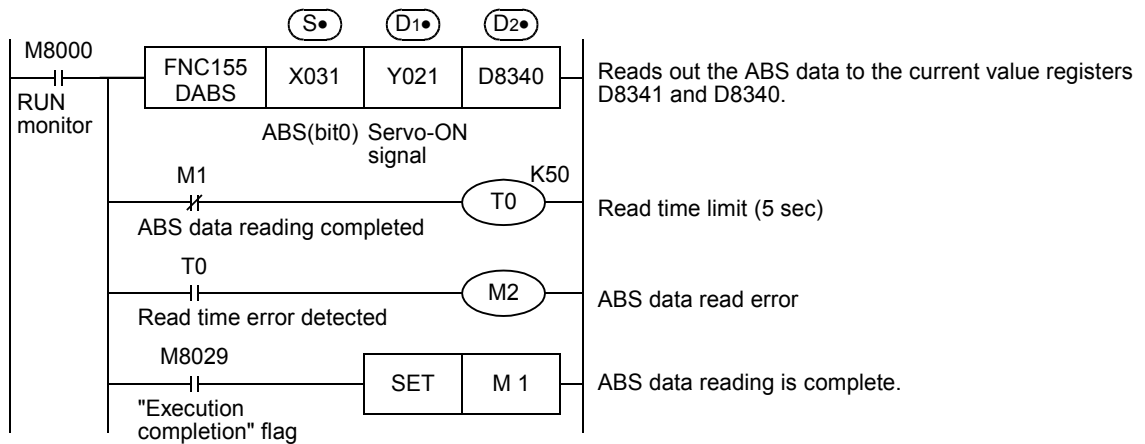 S• D1• D2•
M8000
FNC155 DABS X031 Y021 D8340 Reads out the ABS data to the current value registers
D8341 and D8340.
RUN
monitor
ABS(bit0) Servo-ON
signal
M1 K50
T0 Read time limit (5 sec)
ABS data reading completed
T0
M2 ABS data read error
Read time error detected
M8029
SET M 1 ABS data reading is complete.
"Execution
completion" flag